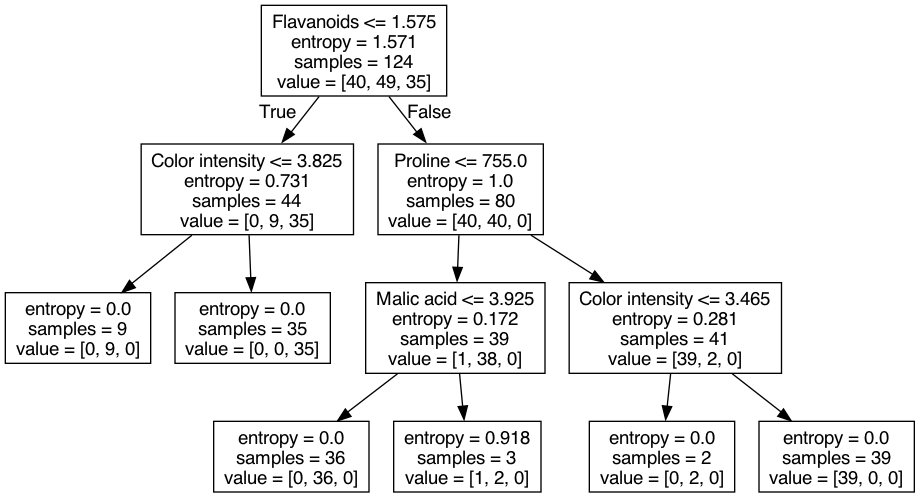 Flavanoids <= 1.575
entropy = 1.571
samples = 124
value = [40, 49, 35]
True
False
Color intensity <= 3.825
entropy = 0.731
samples = 44
value = [0, 9, 35]
Proline <= 755.0
entropy = 1.0
samples = 80
value = [40, 40, 0]
entropy = 0.0
samples = 9
value = [0, 9, 0]
entropy = 0.0
samples = 35
value = [0, 0, 35]
Malic acid <= 3.925
entropy = 0.172
samples = 39
value = [1, 38, 0]
Color intensity <= 3.465
entropy = 0.281
samples = 41
value = [39, 2, 0]
entropy = 0.0
samples = 36
value = [0, 36, 0]
entropy = 0.918
samples = 3
value = [1, 2, 0]
entropy = 0.0
samples = 2
value = [0, 2, 0]
entropy = 0.0
samples = 39
value = [39, 0, 0]